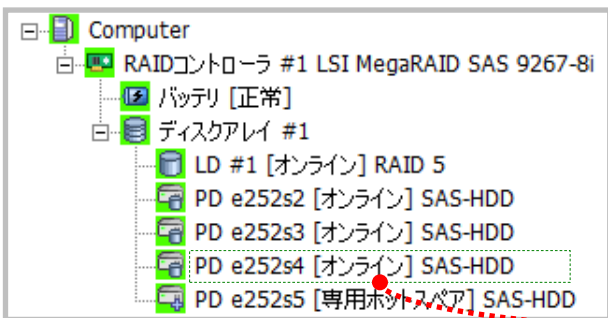 Computer
RAIDコントローラ #1 LSI MegaRAID SAS 9267-8i
バッテリ [正常]
ディスクアレイ #1
LD #1 [オンライン] RAID 5
PD e252s2 [オンライン] SAS-HDD
PD e252s3 [オンライン] SAS-HDD
PD e252s4 [オンライン] SAS-HDD
PD e252s5 [専用ホットスペア] SAS-HDD